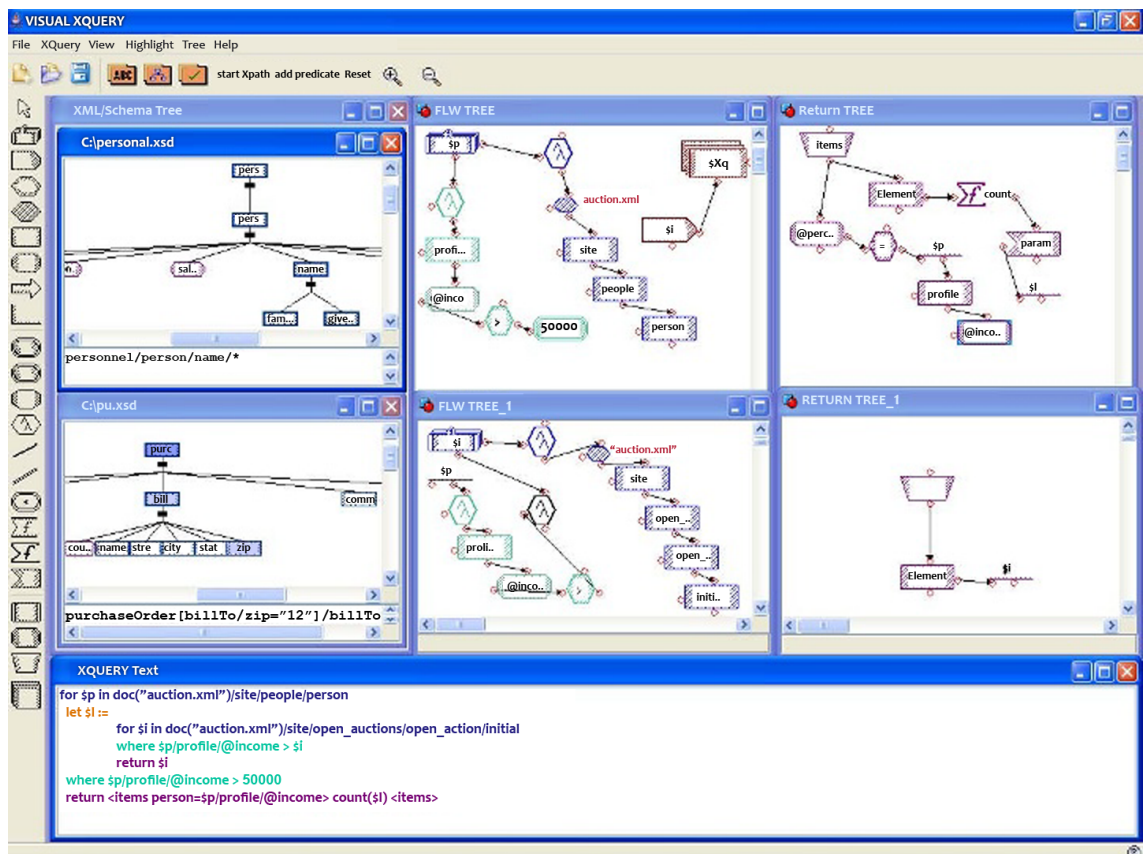 VISUAL XQUERY
File XQuery View Highlight Tree Help
ABC
start Xpath add predicate Reset
XML/Schema Tree
C:\personal.xsd
pers
pers
sal..
name
fam...
give..
personnel/person/name/*
C:\pu.xsd
purc
bill
comm
cou..
name
stre
city
stat
zip
purchaseOrder[billTo/zip="12"]/billTo
FLW TREE
$p
auction.xml
$Xq
$i
profi...
site
@inco
people
>
50000
person
Return TREE
items
Element
count
@perc..
=
$p
param
profile
$l
@inco..
FLW TREE_1
$i
"auction.xml"
$p
site
open_..
proli..
open_..
@inco..
>
initi..
RETURN TREE_1
Element
$i
XQUERY Text
for $p in doc("auction.xml")/site/people/person
let $l :=
for $i in doc("auction.xml")/site/open_auctions/open_action/initial
where $p/profile/@income > $i
return $i
where $p/profile/@income > 50000
return <items person=$p/profile/@income> count($l) <items>